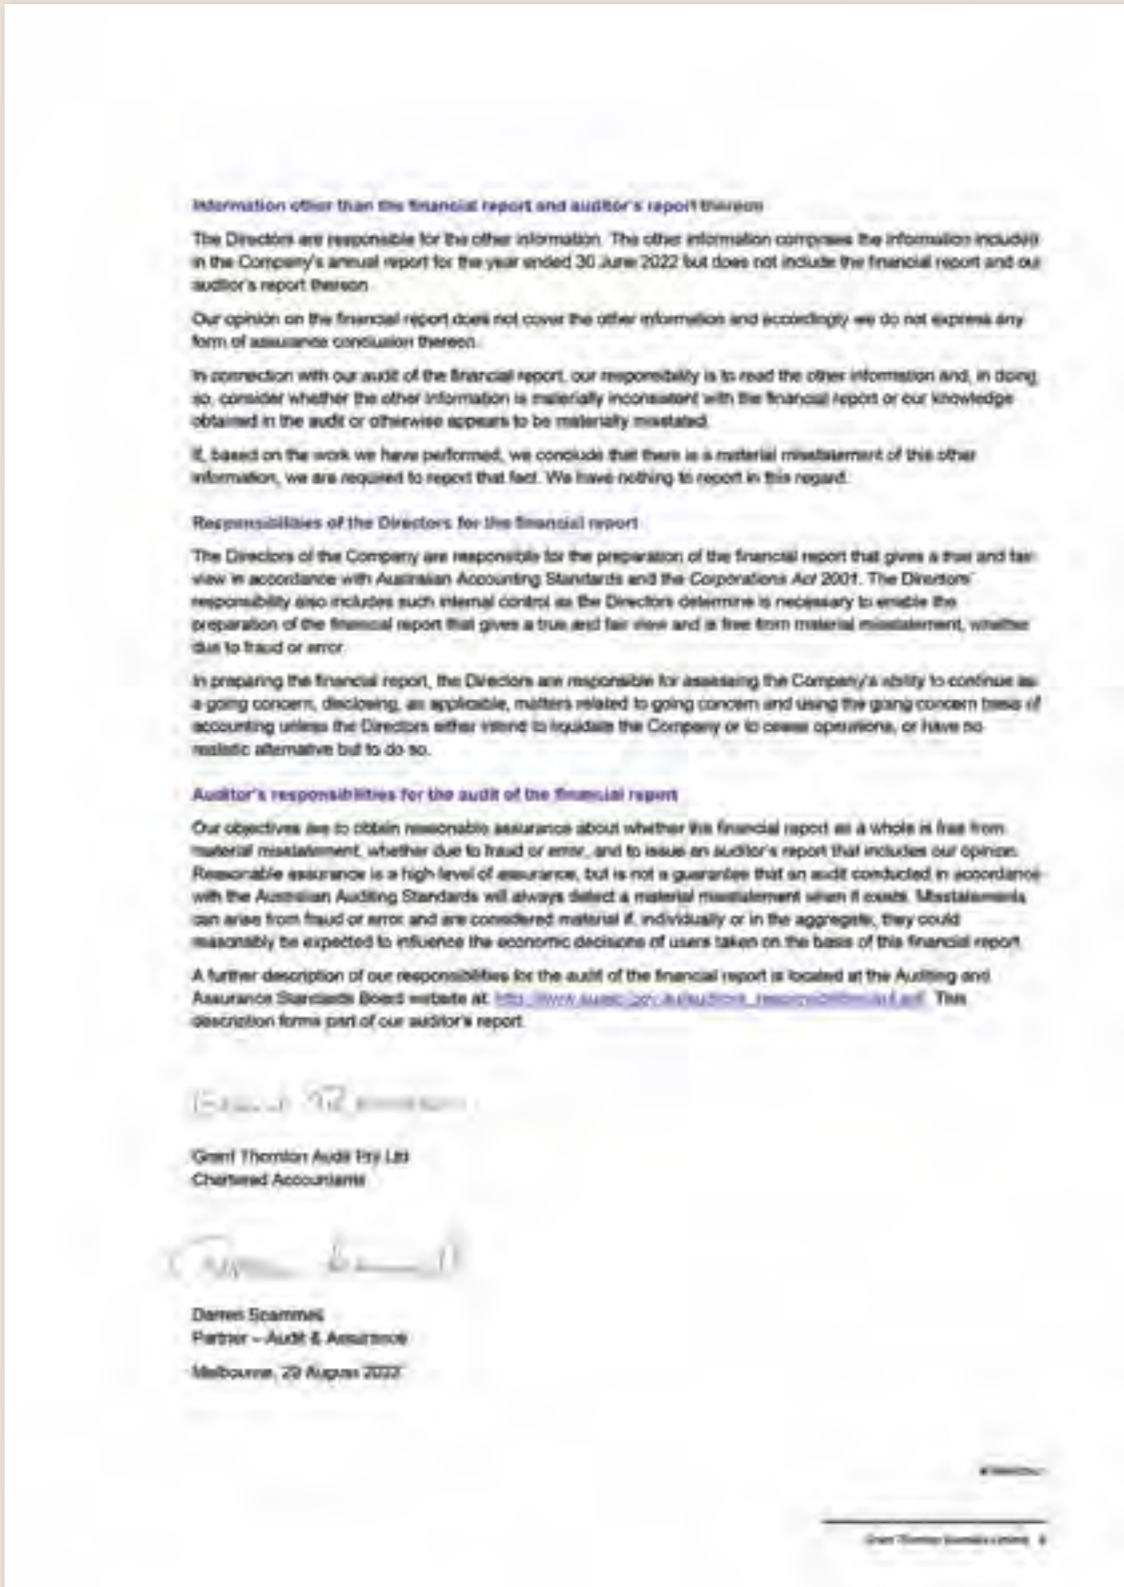 Information other than the financial report and auditor's report thereon
The Directors are responsible for the other information. The other information comprises the information included
in the Company's annual report for the year ended 30 June 2022 but does not include the financial report and our
auditor's report thereon.
Our opinion on the financial report does not cover the other information and accordingly we do not express any
form of assurance conclusion thereon.
In connection with our audit of the financial report, our responsibility is to read the other information and, in doing
so, consider whether the other information is materially inconsistent with the financial report or our knowledge
obtained in the audit or otherwise appears to be materially misstated.
If, based on the work we have performed, we conclude that there is a material misstatement of this other
information, we are required to report that fact. We have nothing to report in this regard.
Responsibilities of the Directors for the financial report
The Directors of the Company are responsible for the preparation of the financial report that gives a true and fair
view in accordance with Australian Accounting Standards and the Corporations Act 2001. The Directors'
responsibility also includes such internal control as the Directors determine is necessary to enable the
preparation of the financial report that gives a true and fair view and is free from material misstatement, whether
due to fraud or error.
In preparing the financial report, the Directors are responsible for assessing the Company's ability to continue as
a going concern, disclosing, as applicable, matters related to going concern and using the going concern basis of
accounting unless the Directors either intend to liquidate the Company or to cease operations, or have no
realistic alternative but to do so.
Auditor's responsibilities for the audit of the financial report
Our objectives are to obtain reasonable assurance about whether the financial report as a whole is free from
material misstatement, whether due to fraud or error, and to issue an auditor's report that includes our opinion.
Reasonable assurance is a high level of assurance, but is not a guarantee that an audit conducted in accordance
with the Australian Auditing Standards will always detect a material misstatement when it exists. Misstatements
can arise from fraud or error and are considered material if, individually or in the aggregate, they could
reasonably be expected to influence the economic decisions of users taken on the basis of this financial report.
A further description of our responsibilities for the audit of the financial report is located at the Auditing and
Assurance Standards Board website at: This
description forms part of our auditor's report.
Grant Thornton
Grant Thornton Audit Pty Ltd
Chartered Accountants
Darren Scammell
Partner – Audit & Assurance
Melbourne, 29 August 2022
Grant Thornton Australia Limited